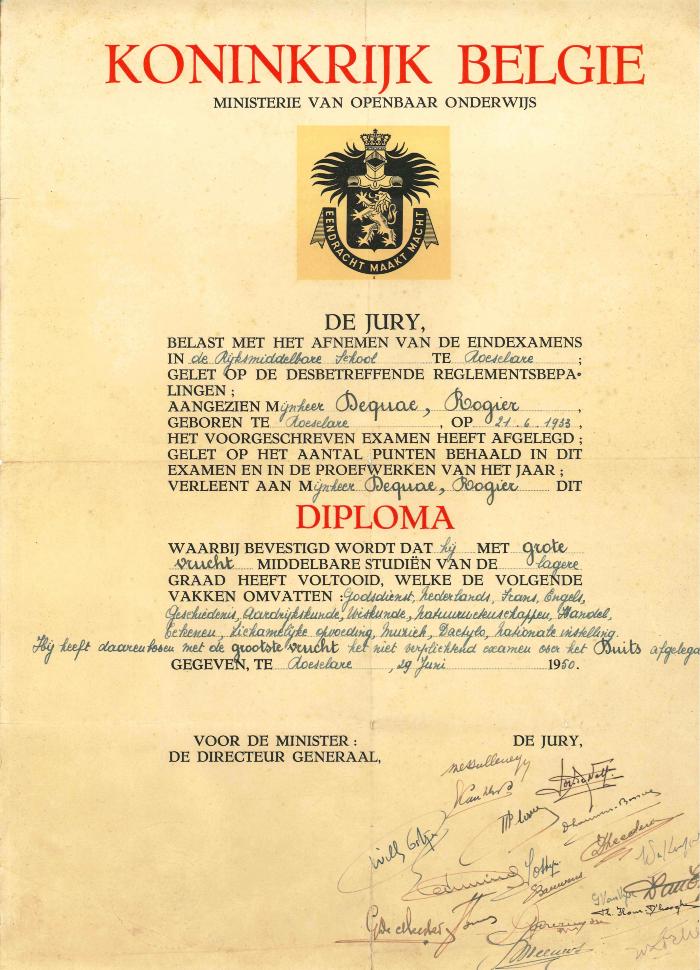 KONINKRIJK BELGIE
MINISTERIE VAN OPENBAAR ONDERWIJS
EENDRACHT MAAKT MACHT
DE JURY,
BELAST MET HET AFNEMEN VAN DE EINDEXAMENS
IN de Rijksmiddelbare School TE Roeselare ;
GELET OP DE DESBETREFFENDE REGLEMENTSBEPA-
LINGEN ;
AANGEZIEN Mijnheer Dequae, Rogier ,
GEBOREN TE Roeselare , OP 21.6.1933 ,
HET VOORGESCHREVEN EXAMEN HEEFT AFGELEGD ;
GELET OP HET AANTAL PUNTEN BEHAALD IN DIT
EXAMEN EN IN DE PROEFWERKEN VAN HET JAAR ;
VERLEENT AAN Mijnheer Dequae, Rogier DIT
DIPLOMA
WAARBIJ BEVESTIGD WORDT DAT hij MET grote
vrucht MIDDELBARE STUDIËN VAN DE lagere
GRAAD HEEFT VOLTOOID, WELKE DE VOLGENDE
VAKKEN OMVATTEN : Godsdienst, Nederlands, Frans, Engels,
Geschiedenis, Aardrijkskunde, Wiskunde, Natuurwetenschappen, Handel,
tekenen, lichamelijke opvoeding, muziek, Dactylo, nationale instelling.
Hij heeft daarenboven met de grootste vrucht het niet verplichtend examen over het Duits afgelegd
GEGEVEN, TE Roeselare , 29 Juni 1950.
VOOR DE MINISTER :
DE DIRECTEUR GENERAAL,
DE JURY,